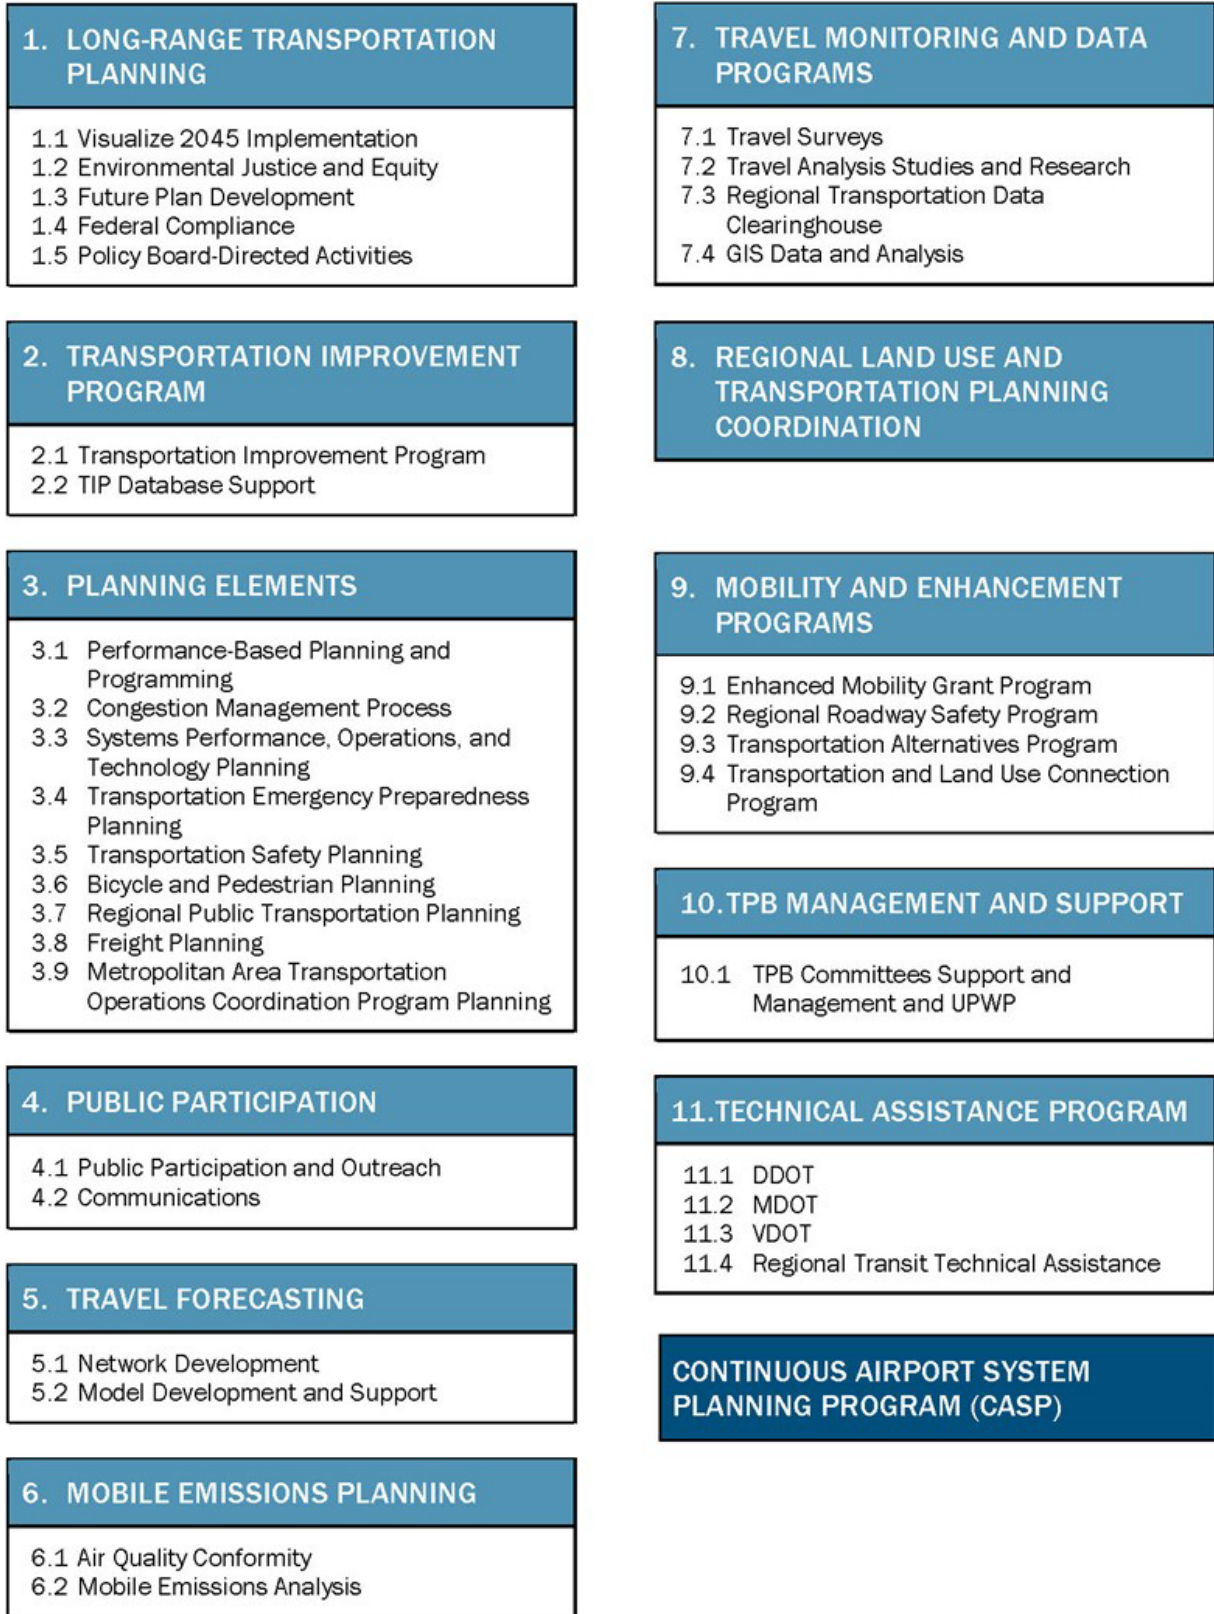 1. LONG-RANGE TRANSPORTATION
PLANNING
1.1 Visualize 2045 Implementation
1.2 Environmental Justice and Equity
1.3 Future Plan Development
1.4 Federal Compliance
1.5 Policy Board-Directed Activities
2. TRANSPORTATION IMPROVEMENT
PROGRAM
2.1 Transportation Improvement Program
2.2 TIP Database Support
3. PLANNING ELEMENTS
3.1 Performance-Based Planning and
Programming
3.2 Congestion Management Process
3.3 Systems Performance, Operations, and
Technology Planning
3.4 Transportation Emergency Preparedness
Planning
3.5 Transportation Safety Planning
3.6 Bicycle and Pedestrian Planning
3.7 Regional Public Transportation Planning
3.8 Freight Planning
3.9 Metropolitan Area Transportation
Operations Coordination Program Planning
4. PUBLIC PARTICIPATION
4.1 Public Participation and Outreach
4.2 Communications
5. TRAVEL FORECASTING
5.1 Network Development
5.2 Model Development and Support
6. MOBILE EMISSIONS PLANNING
6.1 Air Quality Conformity
6.2 Mobile Emissions Analysis
7. TRAVEL MONITORING AND DATA
PROGRAMS
7.1 Travel Surveys
7.2 Travel Analysis Studies and Research
7.3 Regional Transportation Data
Clearinghouse
7.4 GIS Data and Analysis
8. REGIONAL LAND USE AND
TRANSPORTATION PLANNING
COORDINATION
9. MOBILITY AND ENHANCEMENT
PROGRAMS
9.1 Enhanced Mobility Grant Program
9.2 Regional Roadway Safety Program
9.3 Transportation Alternatives Program
9.4 Transportation and Land Use Connection
Program
10.TPB MANAGEMENT AND SUPPORT
10.1 TPB Committees Support and
Management and UPWP
11.TECHNICAL ASSISTANCE PROGRAM
11.1 DDOT
11.2 MDOT
11.3 VDOT
11.4 Regional Transit Technical Assistance
CONTINUOUS AIRPORT SYSTEM
PLANNING PROGRAM (CASP)